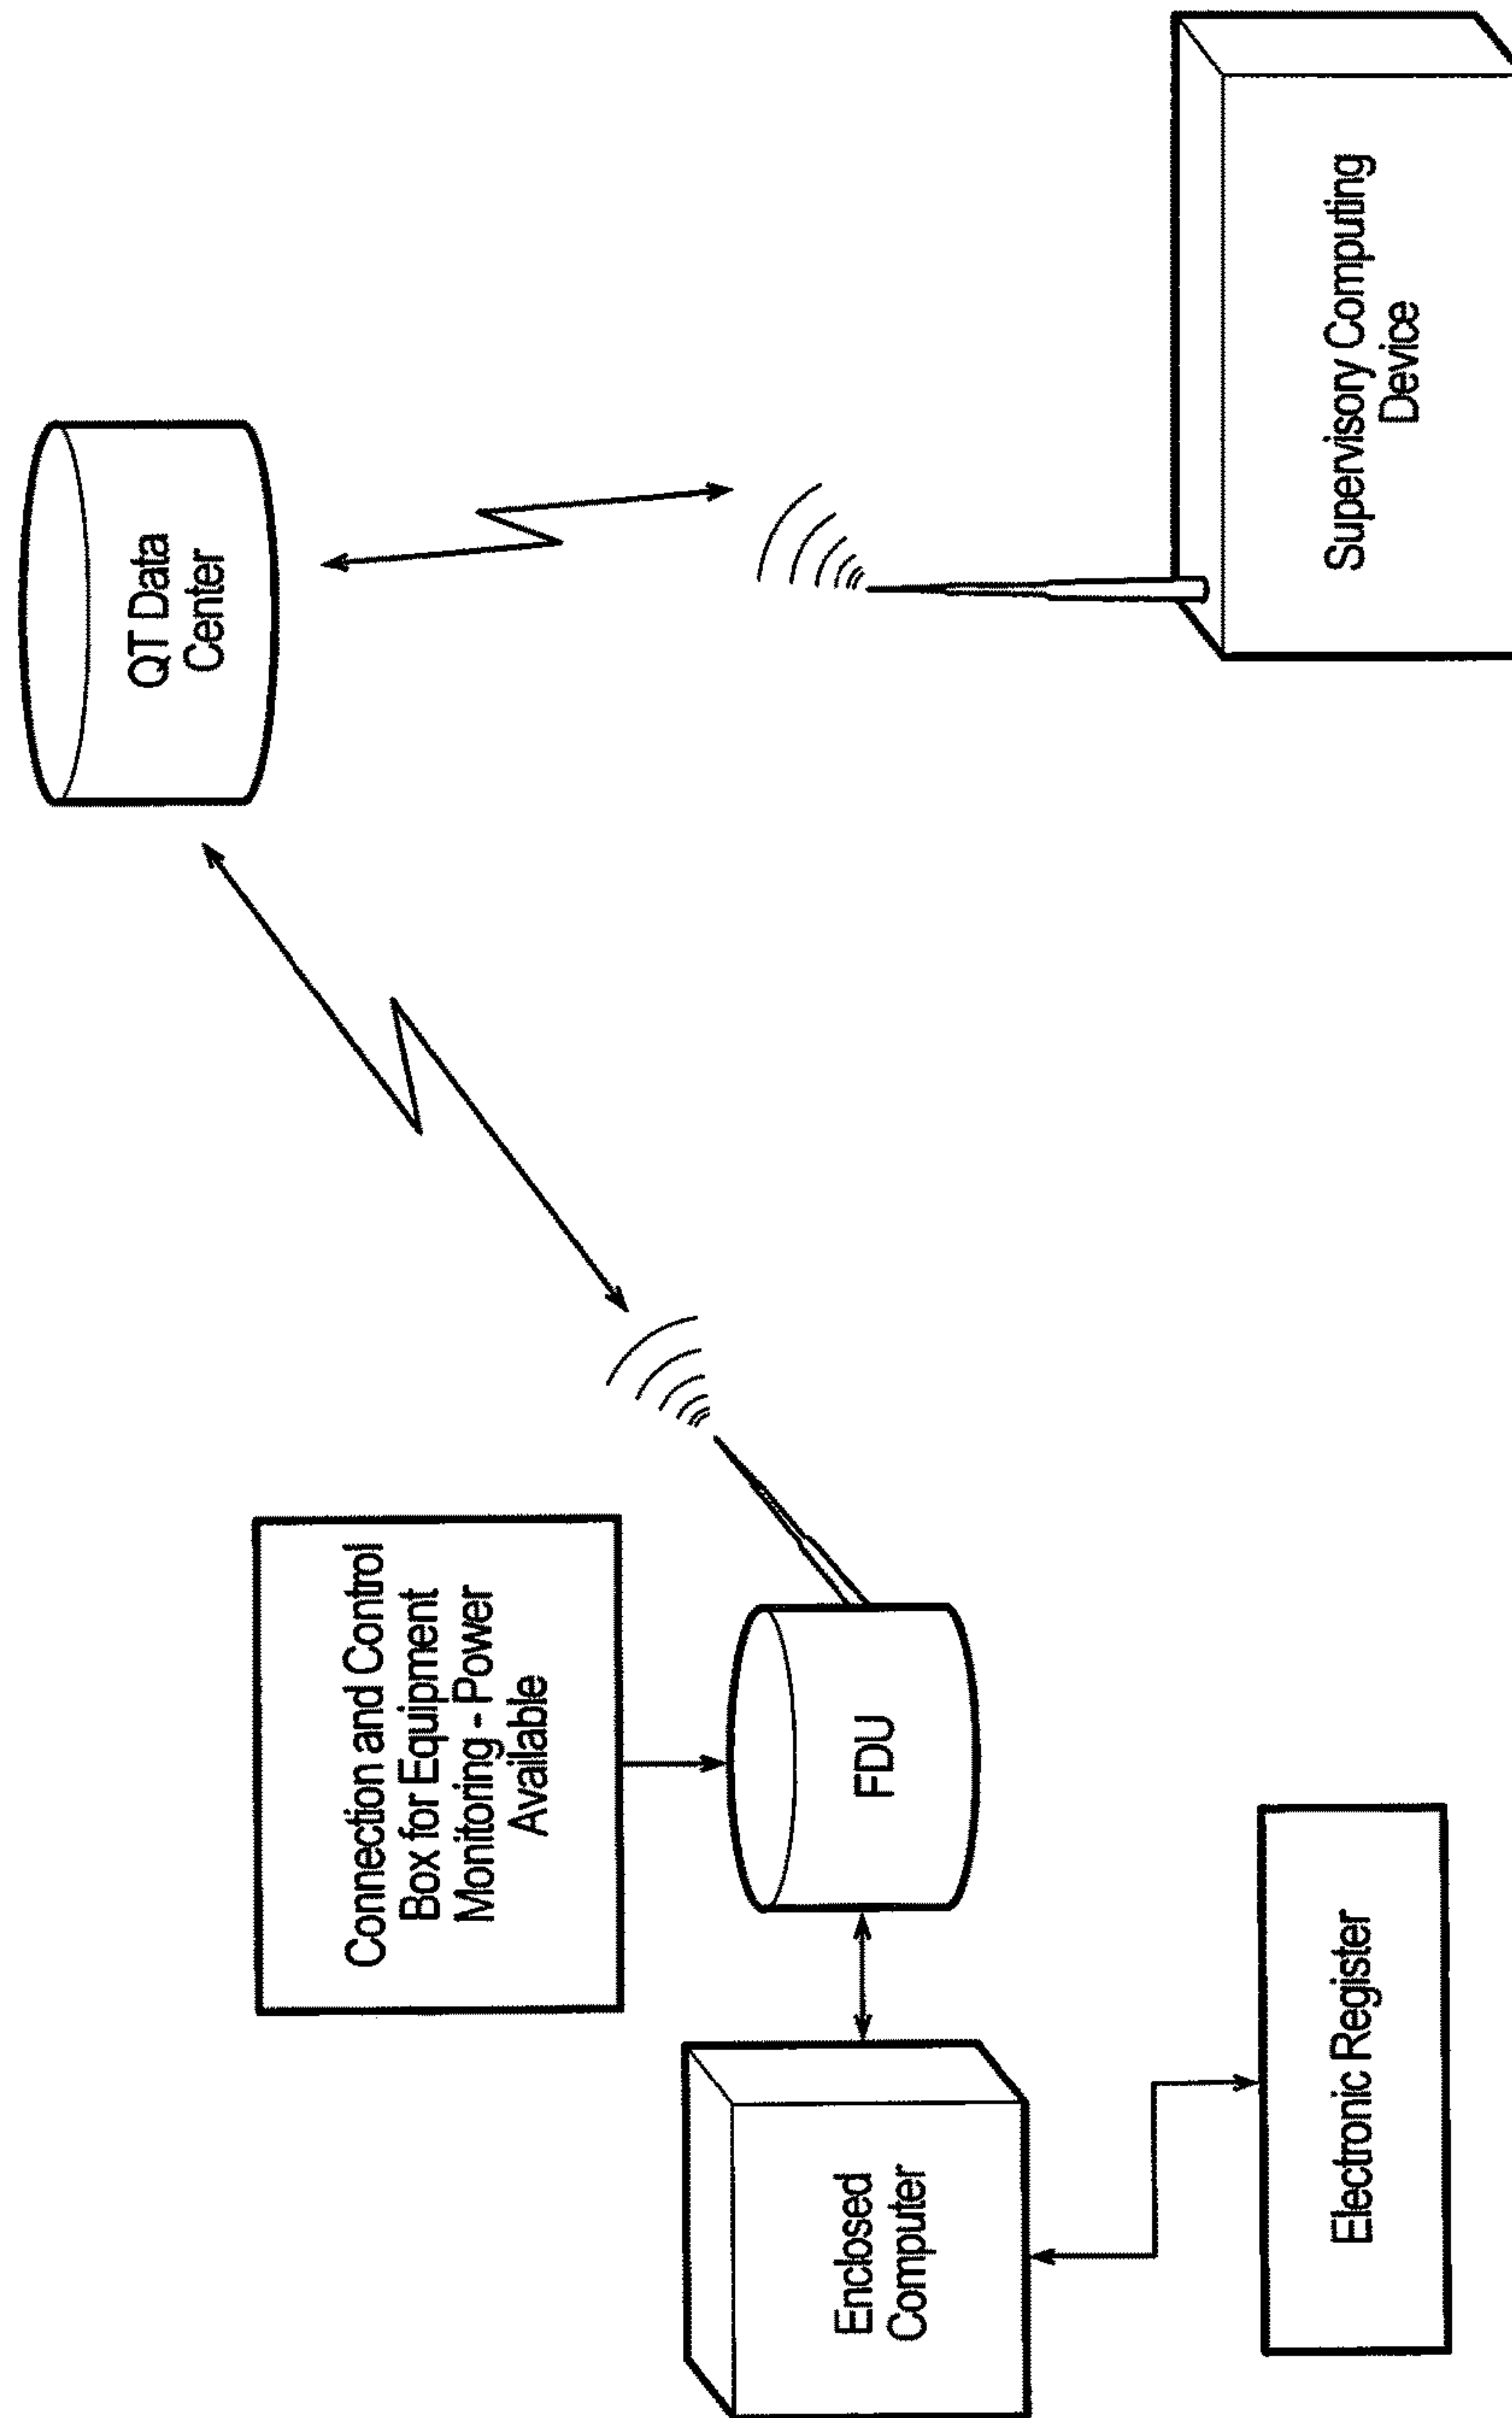 QT Data
Center
Connection and Control
Box for Equipment
Monitoring - Power
Available
FDU
Enclosed
Computer
Electronic Register
Supervisory Computing
Device